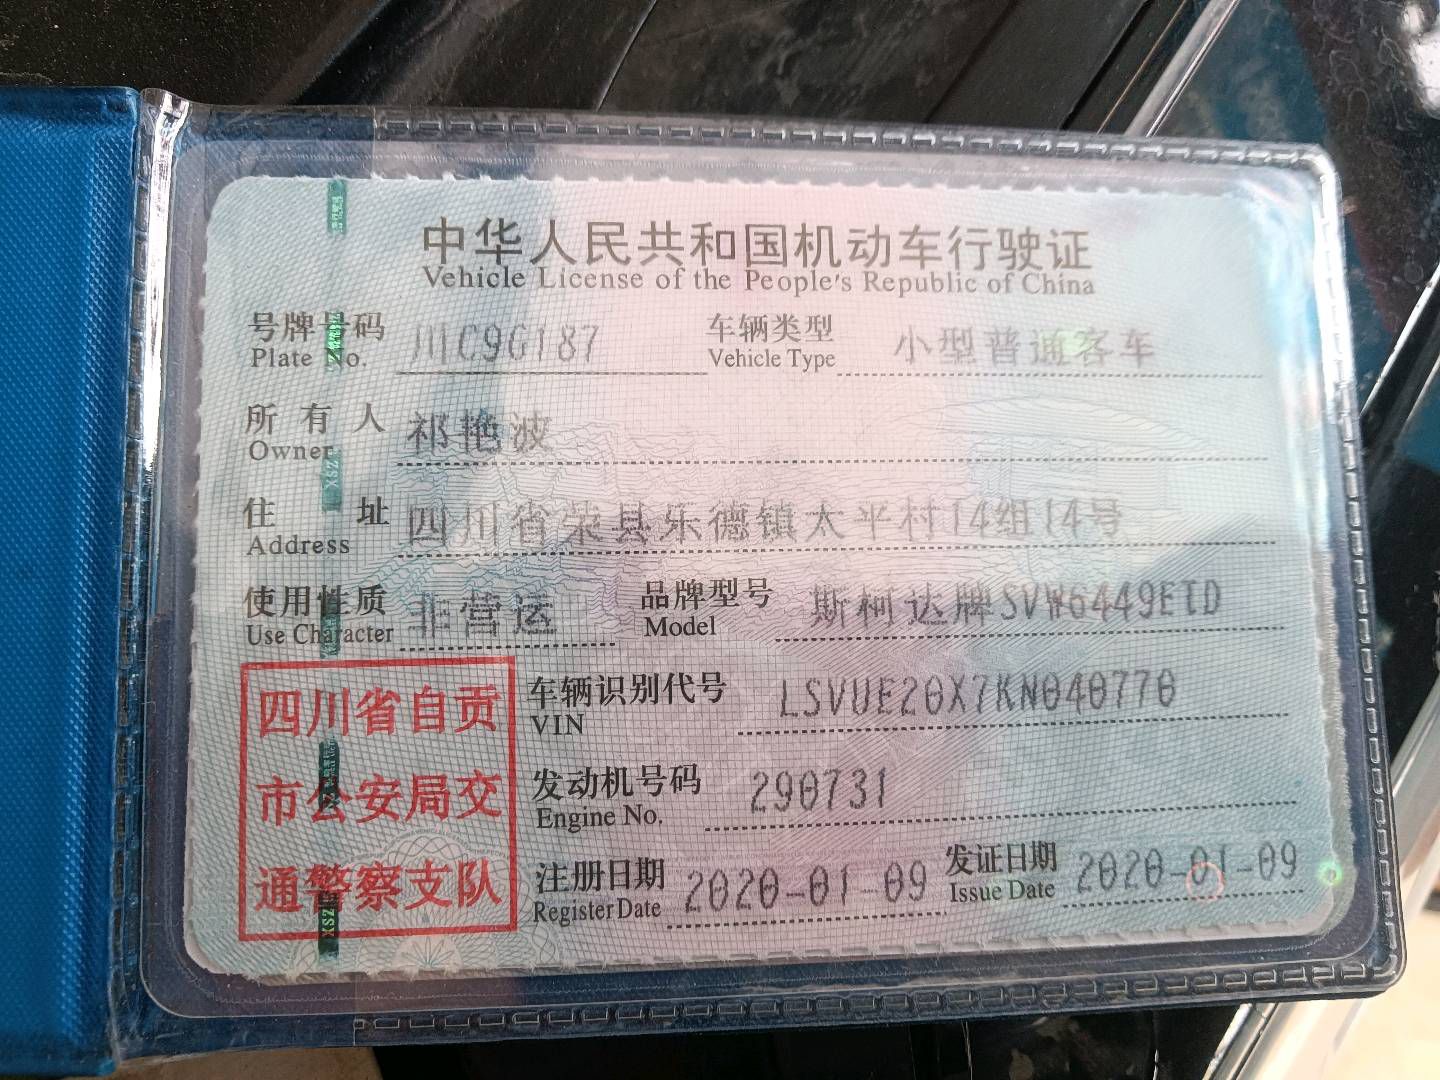 中华人民共和国机动车行驶证
Vehicle License of the People's Republic of China
号牌号码 川C9G187 车辆类型 小型普通客车
Plate No. Vehicle Type
所有人 祁艳波
Owner
住址 四川省荣县乐德镇太平村14组14号
Address
使用性质 非营运 品牌型号 斯柯达牌SVW6449EID
Use Character Model
四川省自贡
市公安局交
通警察支队
车辆识别代号 LSVUE20X7KN040770
VIN
发动机号码 290731
Engine No.
注册日期 2020-01-09 发证日期 2020-01-09
Register Date Issue Date
XSZ
XSZ